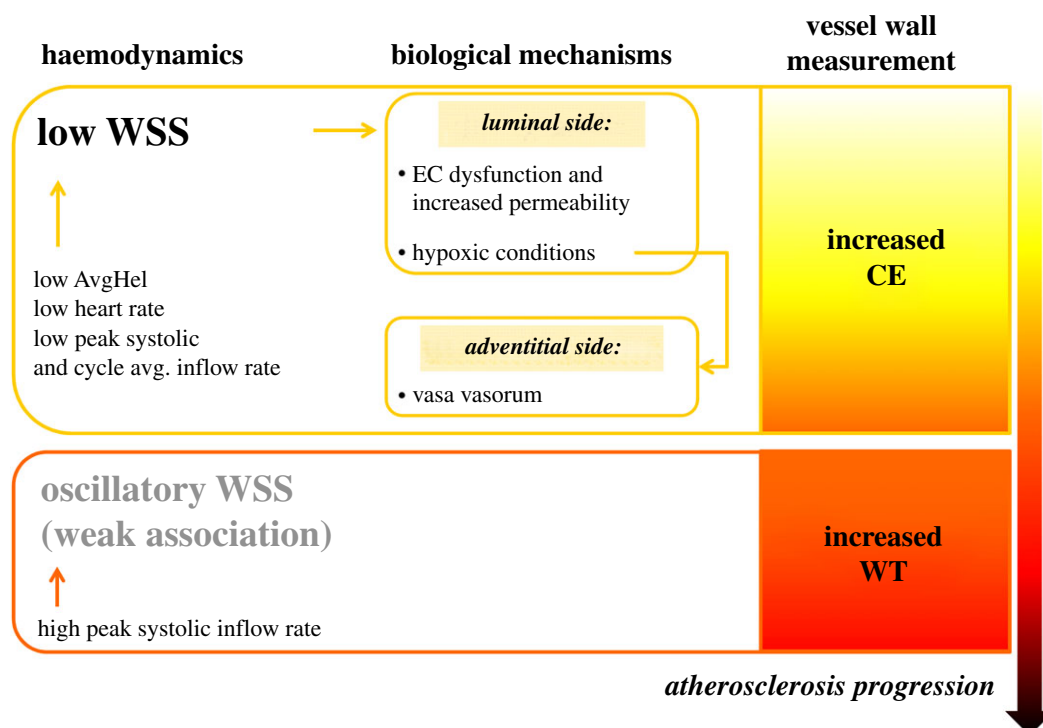 haemodynamics
biological mechanisms
vessel wall
measurement
low WSS
low AvgHel
low heart rate
low peak systolic
and cycle avg. inflow rate
luminal side:
• EC dysfunction and
increased permeability
• hypoxic conditions
adventitial side:
• vasa vasorum
increased
CE
oscillatory WSS
(weak association)
high peak systolic inflow rate
increased
WT
atherosclerosis progression